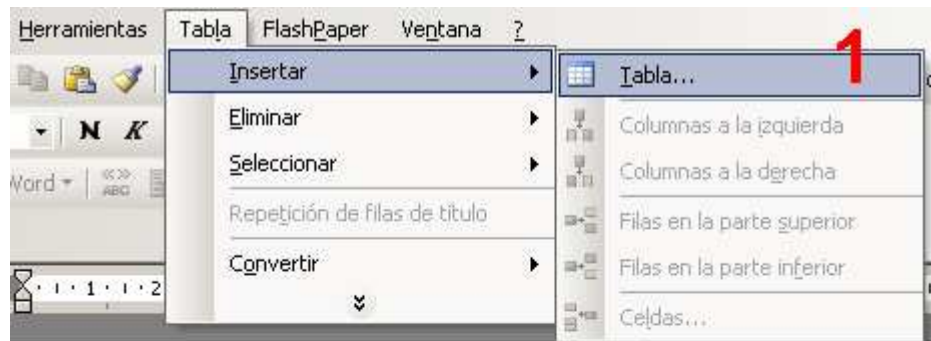 Herramientas Tabla FlashPaper Ventana ?
Insertar
Eliminar
Seleccionar
Repetición de filas de título
Convertir
1
Tabla...
Columnas a la izquierda
Columnas a la derecha
Filas en la parte superior
Filas en la parte inferior
Celdas...
N K
Word
ABC
1 2